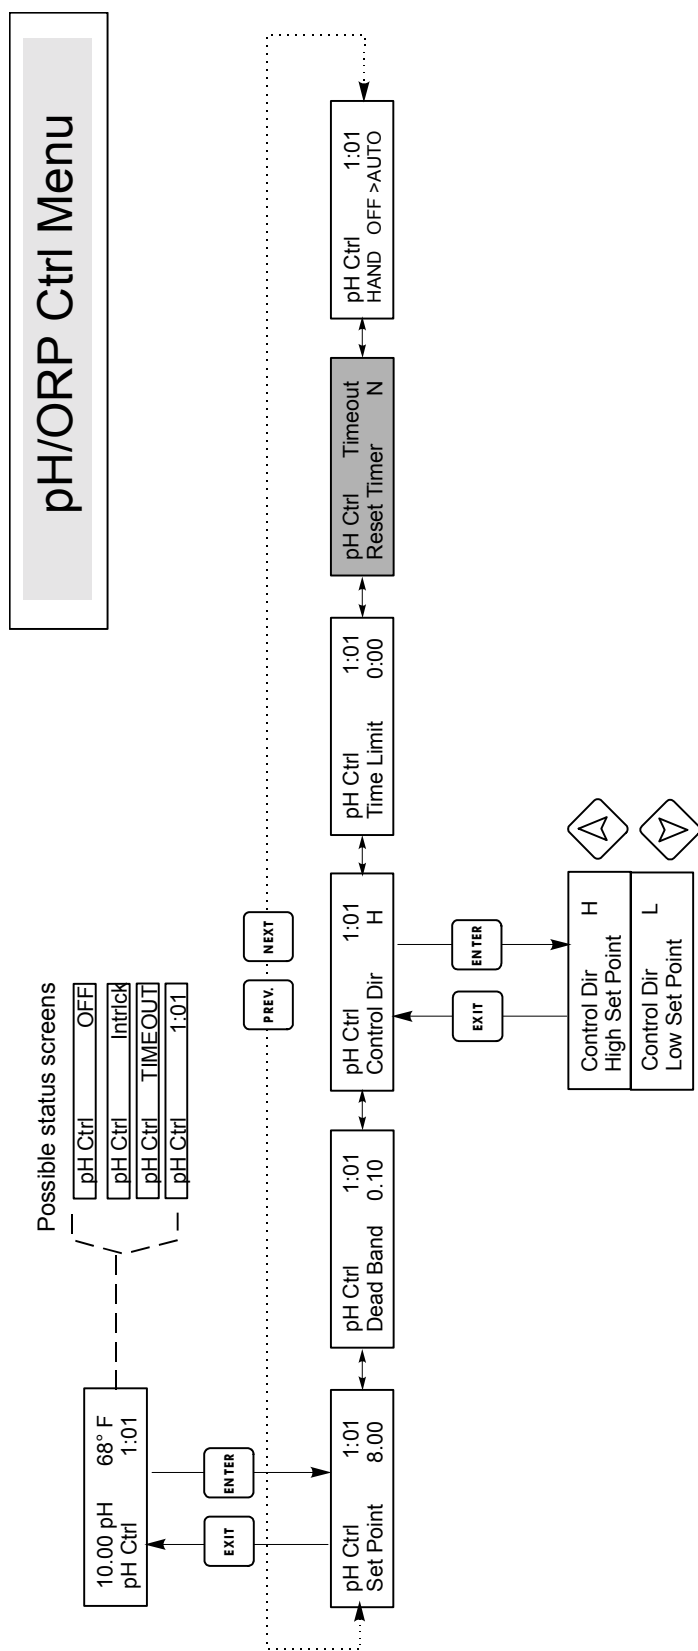 pH/ORP Ctrl Menu
Possible status screens
pH Ctrl OFF
pH Ctrl Intrlck
pH Ctrl TIMEOUT
pH Ctrl 1:01
10.00 pH 68° F
pH Ctrl 1:01
EXIT
ENTER
PREV.
NEXT
pH Ctrl 1:01
Set Point 8.00
pH Ctrl 1:01
Dead Band 0.10
pH Ctrl 1:01
Control Dir H
pH Ctrl 1:01
Time Limit 0:00
pH Ctrl Timeout
Reset Timer N
pH Ctrl 1:01
HAND OFF >AUTO
EXIT
ENTER
Control Dir H
High Set Point
Control Dir L
Low Set Point